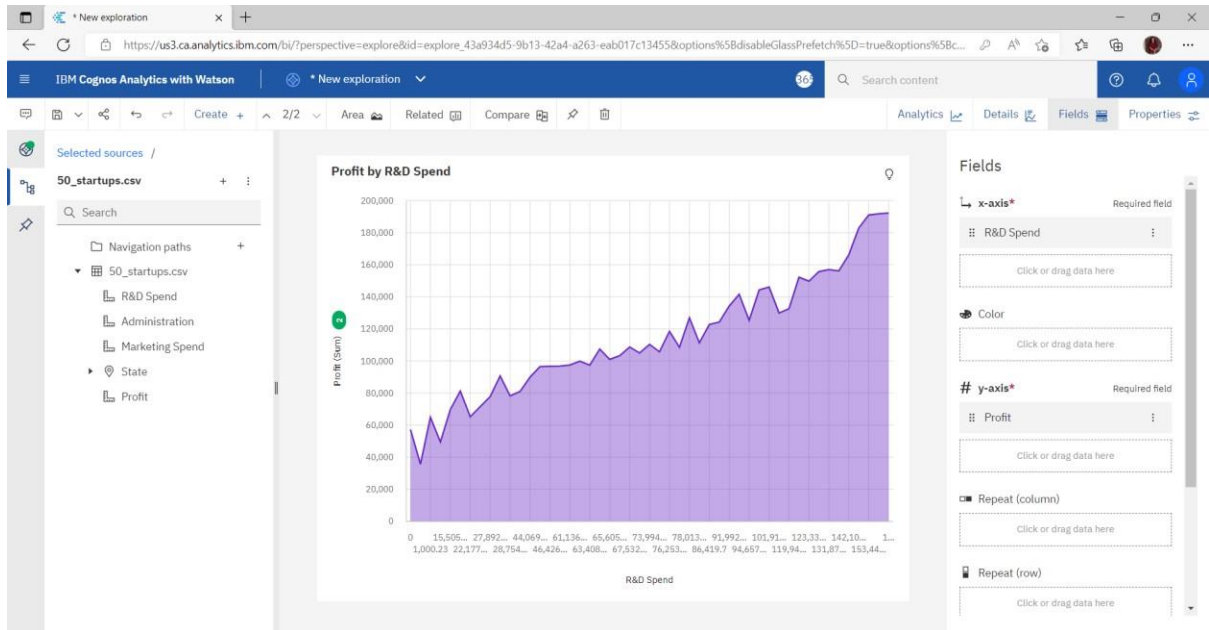 * New exploration
https://us3.ca.analytics.ibm.com/bi/?perspective=explore&id=explore_43a934d5-9b13-42a4-a263-eab017c13455&options%5BdisableGlassPrefetch%5D=true&options%5Bc...
IBM Cognos Analytics with Watson
* New exploration
Search content
Create +
2/2
Area
Related
Compare
Analytics
Details
Fields
Properties
Selected sources /
50_startups.csv
Search
Navigation paths
50_startups.csv
R&D Spend
Administration
Marketing Spend
State
Profit
Profit by R&D Spend
200,000
180,000
160,000
140,000
120,000
100,000
80,000
60,000
40,000
20,000
0
Profit (Sum)
2
0 15,505... 27,892... 44,069... 61,136... 65,605... 73,994... 78,013... 91,992... 101,91... 123,33... 142,10... 1...
1,000.23 22,177... 28,754... 46,426... 63,408... 67,532... 76,253... 86,419.7 94,657... 119,94... 131,87... 153,44...
R&D Spend
Fields
x-axis* Required field
R&D Spend
Click or drag data here
Color
Click or drag data here
# y-axis* Required field
Profit
Click or drag data here
Repeat (column)
Click or drag data here
Repeat (row)
Click or drag data here